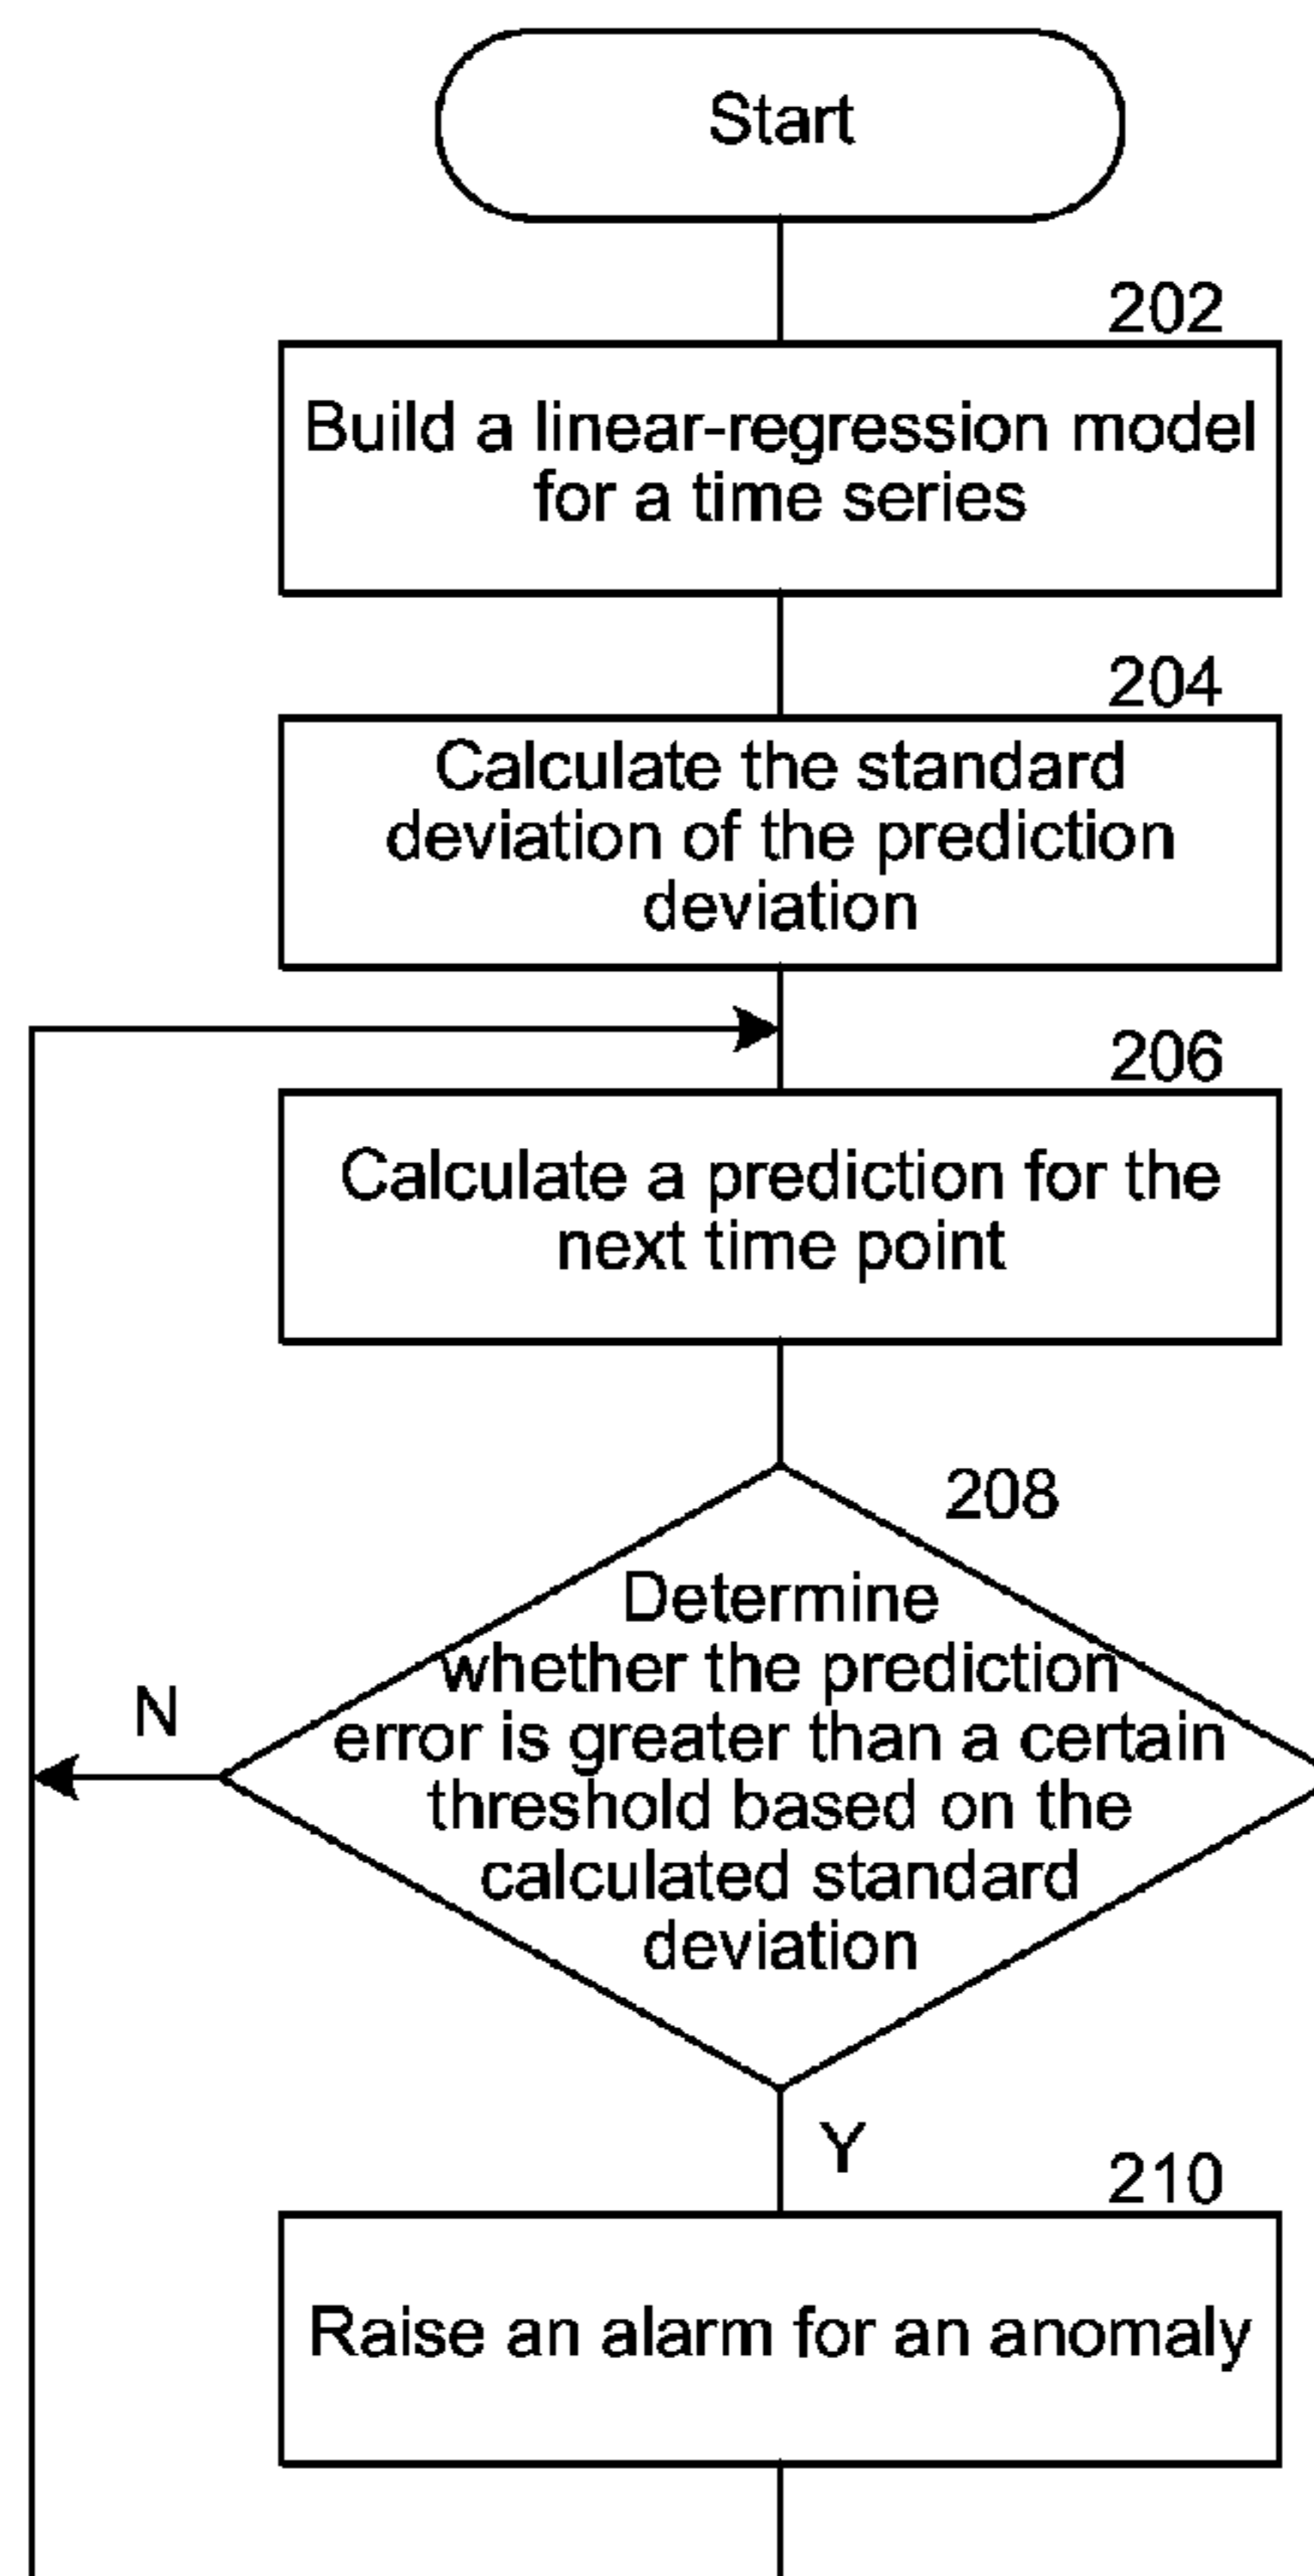 Start
202
Build a linear-regression model
for a time series
204
Calculate the standard
deviation of the prediction
deviation
206
Calculate a prediction for the
next time point
208
Determine
whether the prediction
error is greater than a certain
threshold based on the
calculated standard
deviation
N
Y
210
Raise an alarm for an anomaly